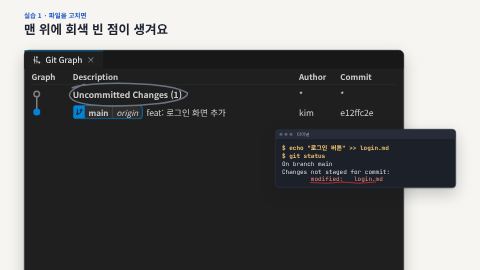 실습 1 · 파일을 고치면
맨 위에 회색 빈 점이 생겨요
Git Graph ×
Graph Description Author Commit
Uncommitted Changes (1) * *
main origin feat: 로그인 화면 추가 kim e12ffc2e
터미널
$ echo "로그인 버튼" >> login.md
$ git status
On branch main
Changes not staged for commit:
modified: login.md